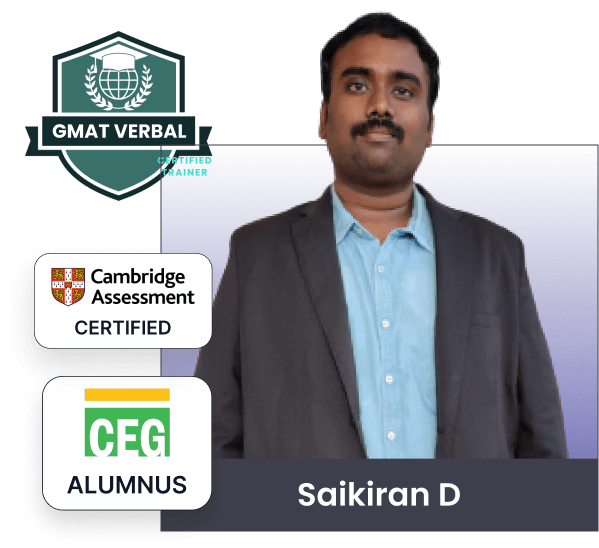 GMAT VERBAL
CERTIFIED
TRAINER
Cambridge
Assessment
CERTIFIED
CEG
ALUMNUS
Saikiran D